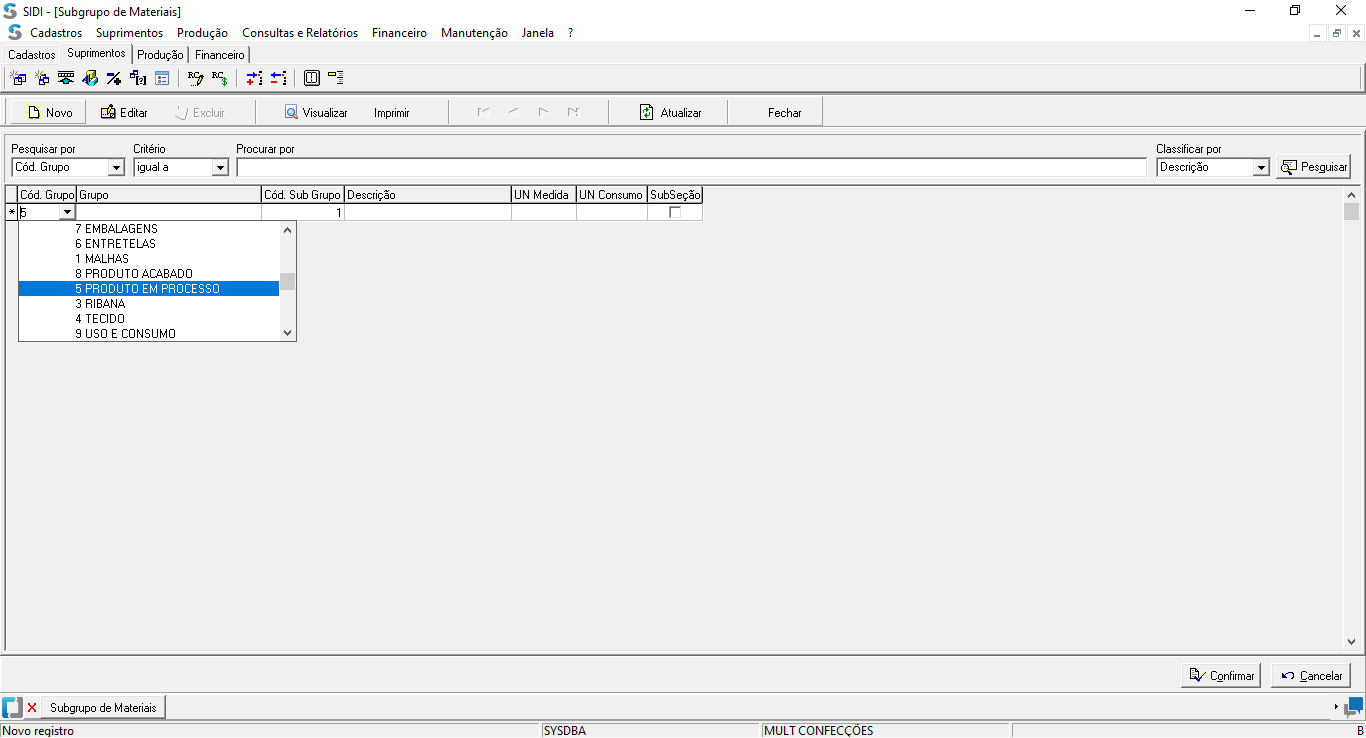 SIDI - [Subgrupo de Materiais]
Cadastros Suprimentos Produção Consultas e Relatórios Financeiro Manutenção Janela ?
Cadastros Suprimentos Produção Financeiro
Novo Editar Excluir Visualizar Imprimir Atualizar Fechar
Pesquisar por Critério Procurar por Classificar por
Cód. Grupo igual a Descrição Pesquisar
Cód. Grupo Grupo Cód. Sub Grupo Descrição UN Medida UN Consumo SubSeção
* 5 1
7 EMBALAGENS
6 ENTRETELAS
1 MALHAS
8 PRODUTO ACABADO
5 PRODUTO EM PROCESSO
3 RIBANA
4 TECIDO
9 USO E CONSUMO
Confirmar Cancelar
Subgrupo de Materiais
Novo registro SYSDBA MULT CONFECÇÕES B